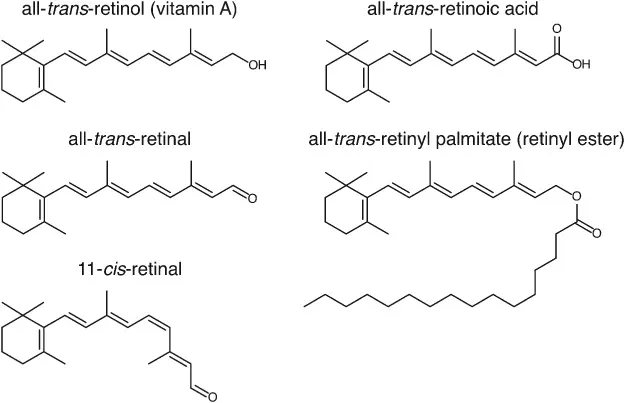 all-trans-retinol (vitamin A)
OH
all-trans-retinoic acid
O
OH
all-trans-retinal
O
all-trans-retinyl palmitate (retinyl ester)
O
O
11-cis-retinal
O